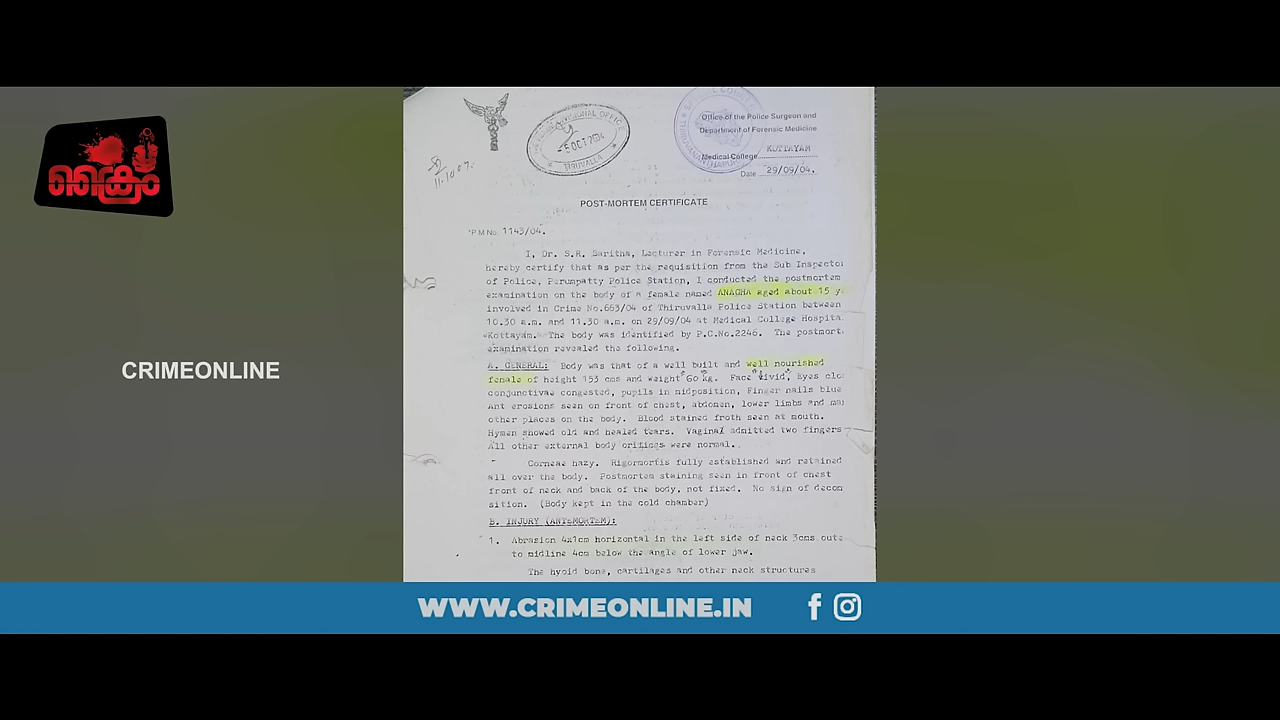 ക്രൈം
CRIMEONLINE
SUB DIVISIONAL OFFICE
5 OCT 2004
TIRUVALLA
Office of the Police Surgeon and
Department of Forensic Medicine
KOTTAYAM
Medical College
Date 29/09/04.
POST-MORTEM CERTIFICATE
P M No. 1143/04.
I, Dr. S.R. Saritha, Lecturer in Forensic Medicine,
hereby certify that as per the requisition from the Sub Inspector
of Police, Perumpatty Police Station, I conducted the postmortem
examination on the body of a female named ANAGHA aged about 15 y
involved in Crime No.663/04 of Thiruvalla Police Station between
10.30 a.m. and 11.30 a.m. on 29/09/04 at Medical College Hospita
Kottayam. The body was identified by P.C.No.2246. The postmort
examination revealed the following.
A. GENERAL: Body was that of a well built and well nourished
female of height 153 cms and weight 60 kg. Face livid, Eyes clo
conjunctivae congested, pupils in midposition, Finger nails blue
Ant erosions seen on front of chest, abdomen, lower limbs and
other places on the body. Blood stained froth seen at mouth.
Hymen showed old and healed tears. Vaginal admitted two fingers
All other external body orifices were normal.
Corneae hazy. Rigormortis fully established and retained
all over the body. Postmortem staining seen in front of chest
front of neck and back of the body, not fixed. No sign of decom
sition. (Body kept in the cold chamber)
B. INJURY (ANTEMORTEM):
1. Abrasion 4x1cm horizontal in the left side of neck 3cms oute
to midline 4cm below the angle of lower jaw.
The hyoid bone, cartilages and other neck structures
WWW.CRIMEONLINE.IN